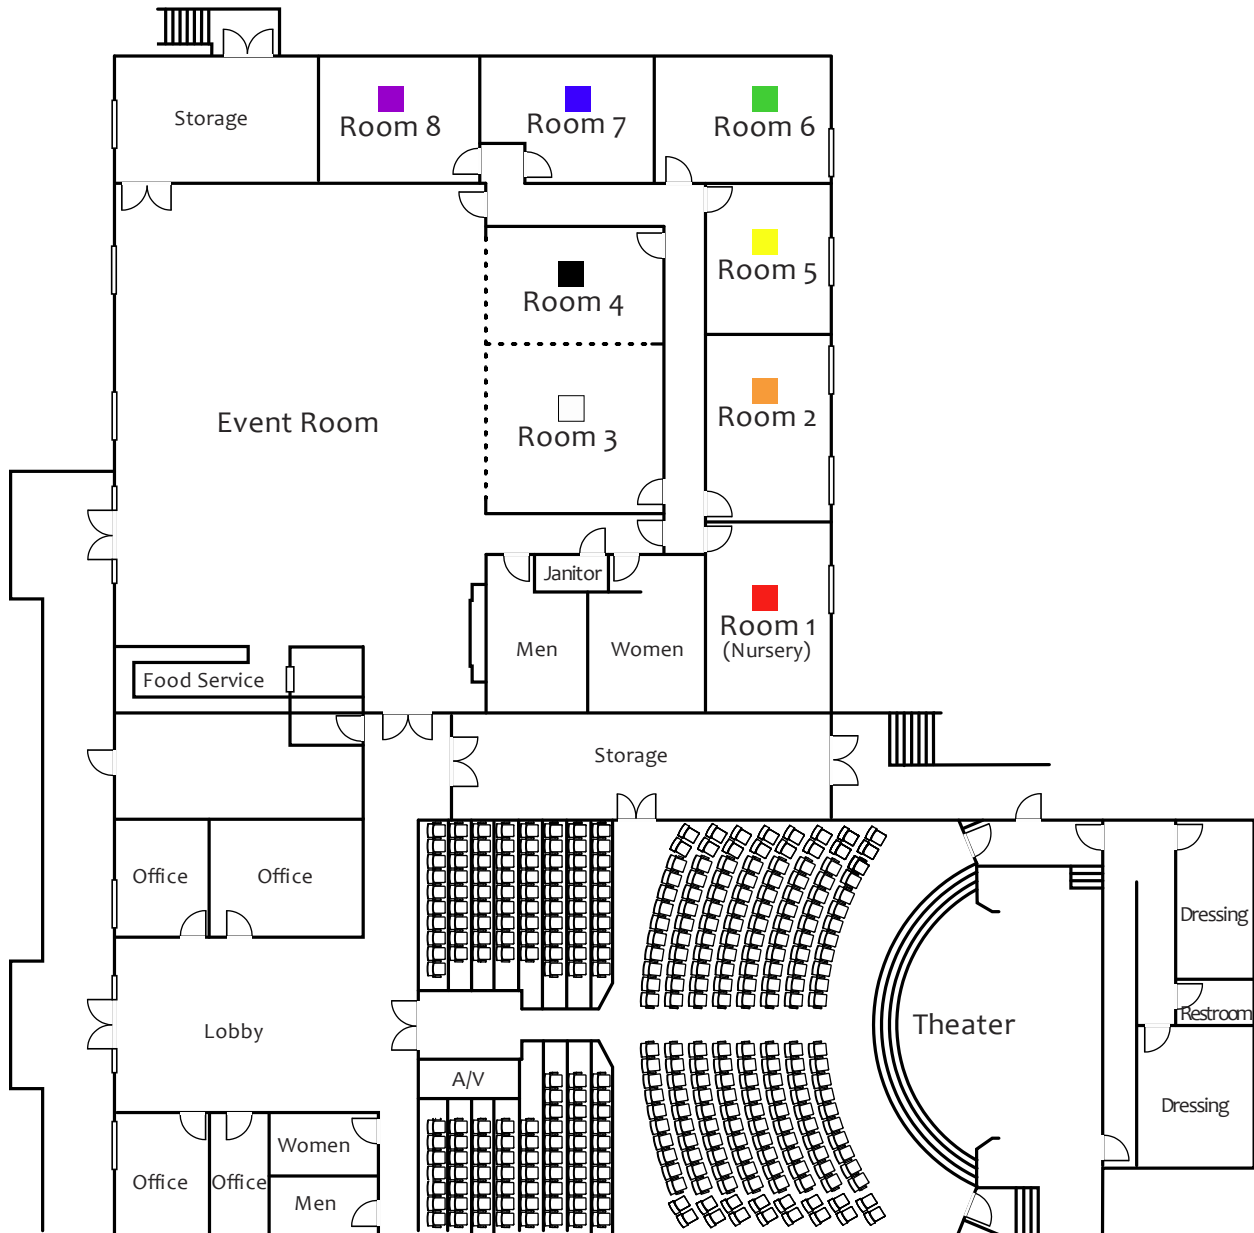 Storage
Room 8
Room 7
Room 6
Room 5
Room 4
Event Room
Room 3
Room 2
Janitor
Men
Women
Room 1
(Nursery)
Food Service
Storage
Office
Office
Dressing
Restroom
Lobby
Theater
A/V
Dressing
Women
Office
Office
Men